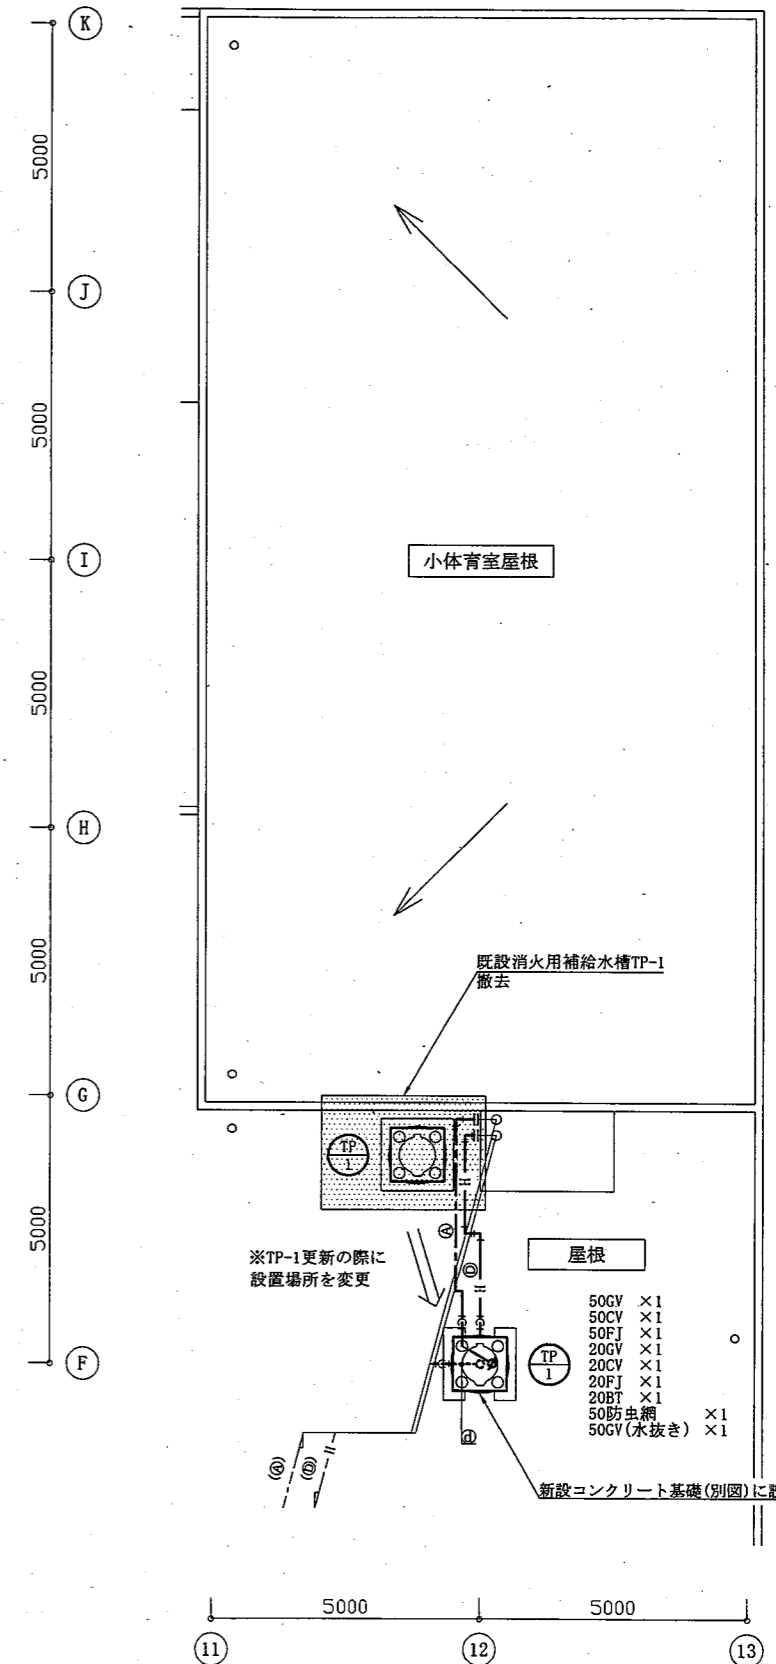 K
5000
J
5000
I
小体育室屋根
5000
H
5000
既設消火用補給水槽TP-1
撤去
G
TP
1
5000
A
※TP-1更新の際に
設置場所を変更
D
屋根
50GV ×1
50CV ×1
50FJ ×1
20GV ×1
20CV ×1
20FJ ×1
20BT ×1
50防虫網 ×1
50GV(水抜き) ×1
F
TP
1
d
(A)
(D)
新設コンクリート基礎(別図)に設
5000
5000
11
12
13